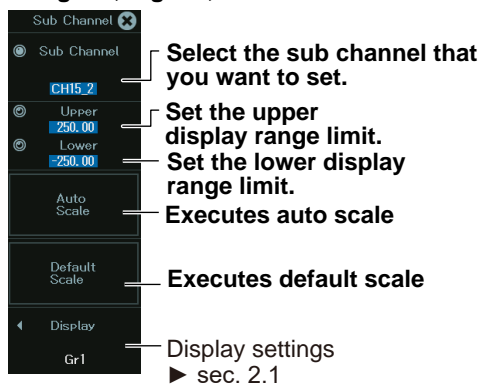 Sub Channel
Sub Channel
CH15_2
Select the sub channel that
you want to set.
Upper
250.00
Set the upper
display range limit.
Lower
-250.00
Set the lower display
range limit.
Auto
Scale
Executes auto scale
Default
Scale
Executes default scale
Display
Gr1
Display settings
► sec. 2.1